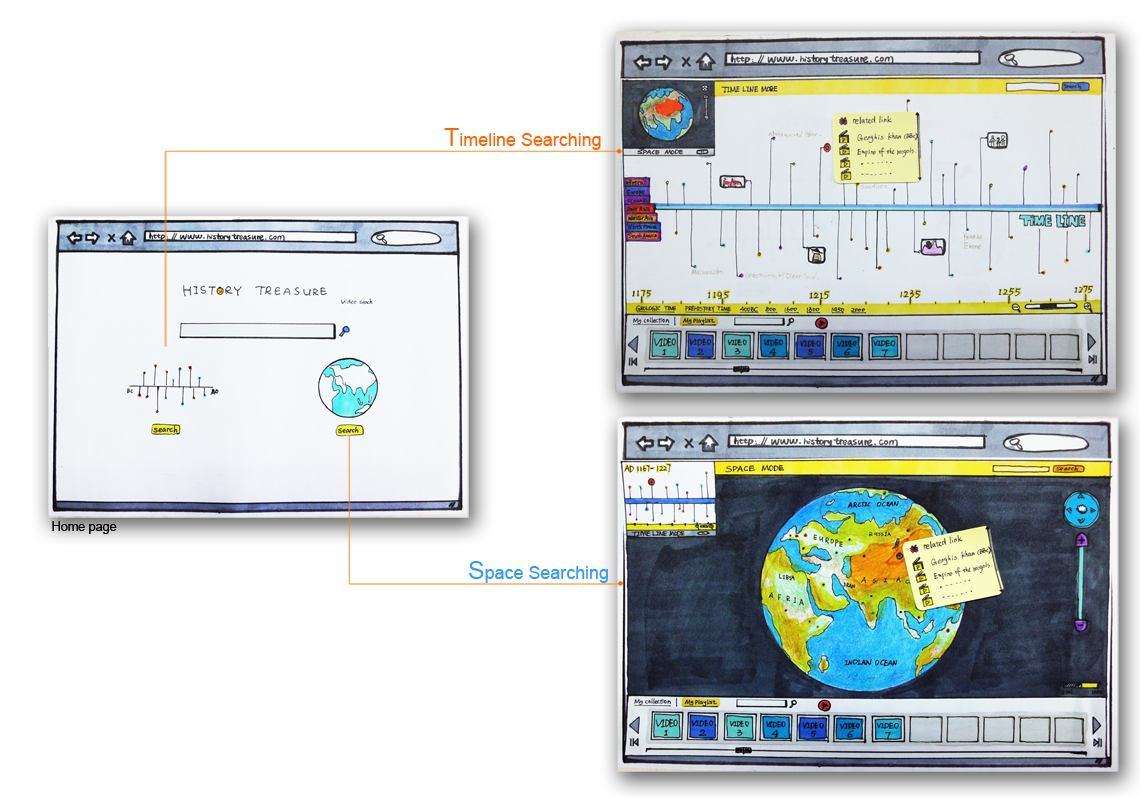 Timeline Searching
Space Searching
Home page
http://www.historytreasure.com
HISTORY TREASURE
Video search
BC
AD
search
Search
http://www.historytreasure.com
TIME LINE MODE
Search
SPACE MODE
related link
Genghis khan (BBC)
Empine of the mogols.
TIME LINE
1175
1195
1215
1235
1255
1275
GEOLOGIC TIME PREHISTORY TIME 400BC 800 1600 1800 1950 2000
My collection | My Playlist
VIDEO 1
VIDEO 2
VIDEO 3
VIDEO 4
VIDEO 5
VIDEO 6
VIDEO 7
http://www.historytreasure.com
AD 1167-1227
SPACE MODE
Search
TIME LINE MODE
ARCTIC OCEAN
EUROPE
RUSSIA
LIBIA
IRAN
ASIA
AFRIA
INDIAN OCEAN
related link
Genghis khan (BBC)
Empine of the mogols
My collection | My Playlist
VIDEO 1
VIDEO 2
VIDEO 3
VIDEO 4
VIDEO 5
VIDEO 6
VIDEO 7